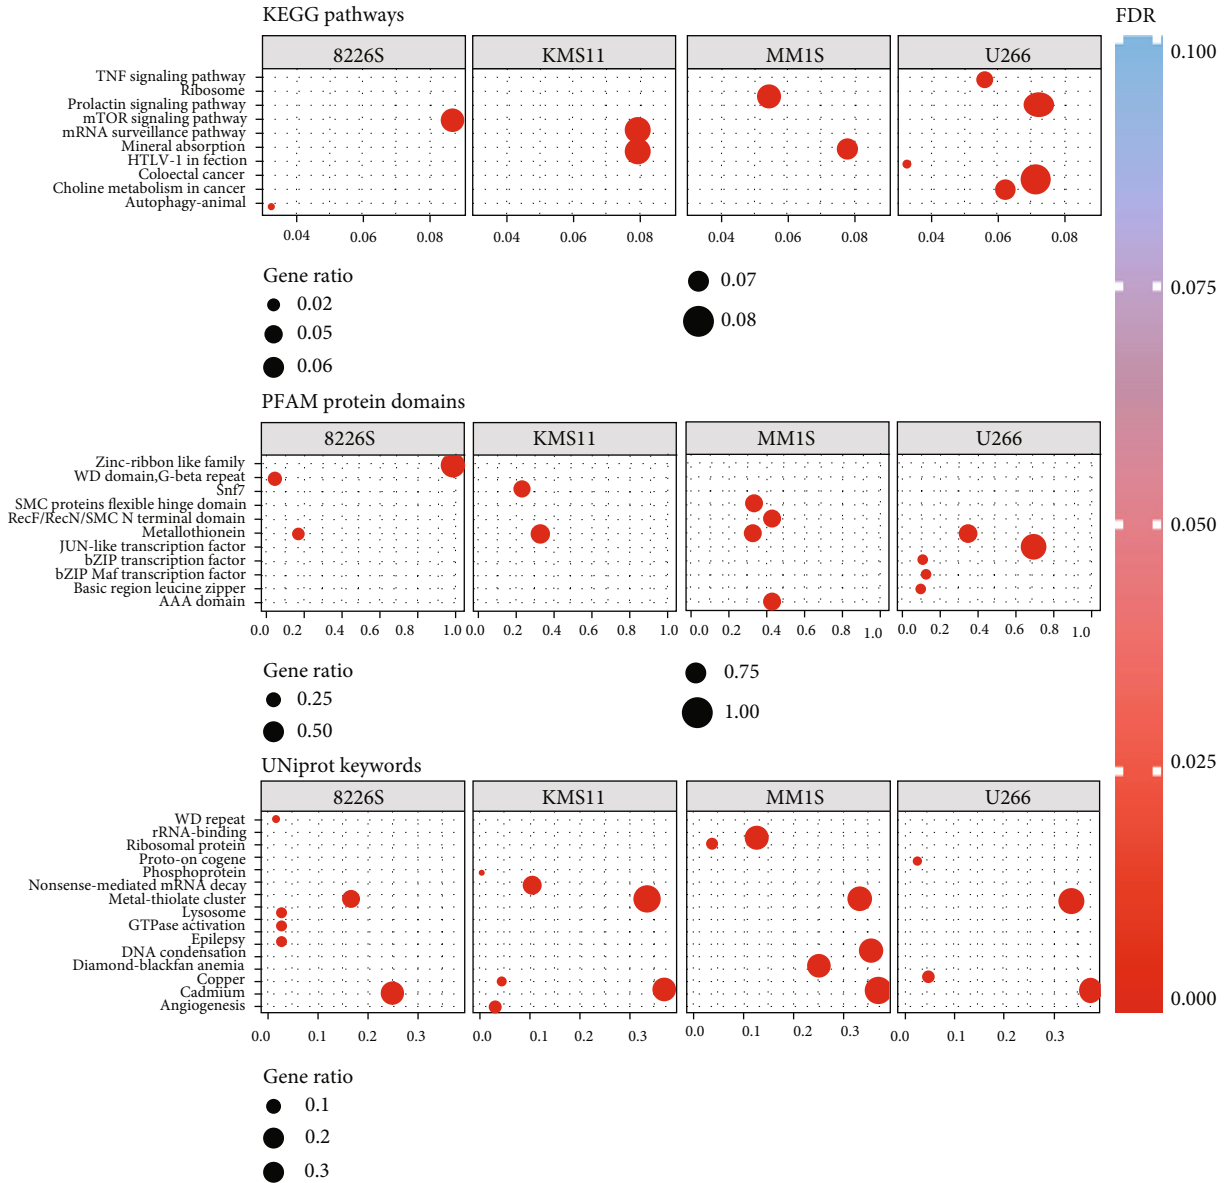 KEGG pathways
FDR
8226S KMS11 MM1S U266
TNF signaling pathway
Ribosome
Prolactin signaling pathway
mTOR signaling pathway
mRNA surveillance pathway
Mineral absorption
HTLV-1 in fection
Coloectal cancer
Choline metabolism in cancer
Autophagy-animal
0.04 0.06 0.08 0.04 0.06 0.08 0.04 0.06 0.08 0.04 0.06 0.08
Gene ratio
0.02
0.05
0.06
0.07
0.08
PFAM protein domains
8226S KMS11 MM1S U266
Zinc-ribbon like family
WD domain,G-beta repeat
Snf7
SMC proteins flexible hinge domain
RecF/RecN/SMC N terminal domain
Metallothionein
JUN-like transcription factor
bZIP transcription factor
bZIP Maf transcription factor
Basic region leucine zipper
AAA domain
0.0 0.2 0.4 0.6 0.8 1.0 0.0 0.2 0.4 0.6 0.8 1.0 0.0 0.2 0.4 0.6 0.8 1.0 0.0 0.2 0.4 0.6 0.8 1.0
Gene ratio
0.25
0.50
0.75
1.00
UNiprot keywords
8226S KMS11 MM1S U266
WD repeat
rRNA-binding
Ribosomal protein
Proto-on cogene
Phosphoprotein
Nonsense-mediated mRNA decay
Metal-thiolate cluster
Lysosome
GTPase activation
Epilepsy
DNA condensation
Diamond-blackfan anemia
Copper
Cadmium
Angiogenesis
0.0 0.1 0.2 0.3 0.0 0.1 0.2 0.3 0.0 0.1 0.2 0.3 0.0 0.1 0.2 0.3
Gene ratio
0.1
0.2
0.3
0.100
0.075
0.050
0.025
0.000